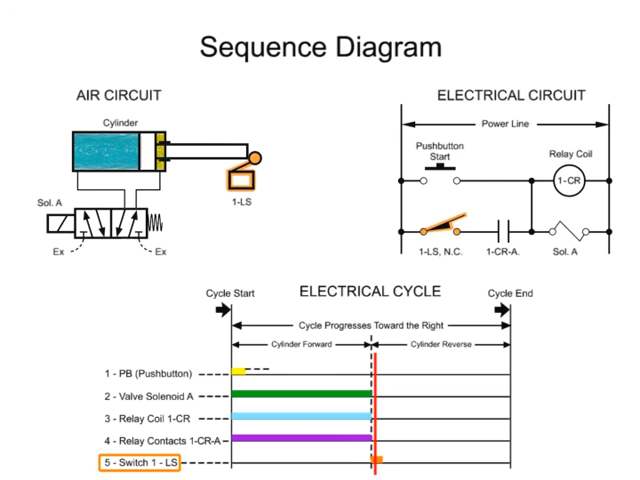 Sequence Diagram
AIR CIRCUIT
Cylinder
1-LS
Sol. A
Ex
Ex
ELECTRICAL CIRCUIT
Power Line
Pushbutton
Start
Relay Coil
1-CR
1-LS, N.C.
1-CR-A.
Sol. A
Cycle Start
ELECTRICAL CYCLE
Cycle End
Cycle Progresses Toward the Right
Cylinder Forward
Cylinder Reverse
1 - PB (Pushbutton)
2 - Valve Solenoid A
3 - Relay Coil 1-CR
4 - Relay Contacts 1-CR-A
5 - Switch 1 - LS